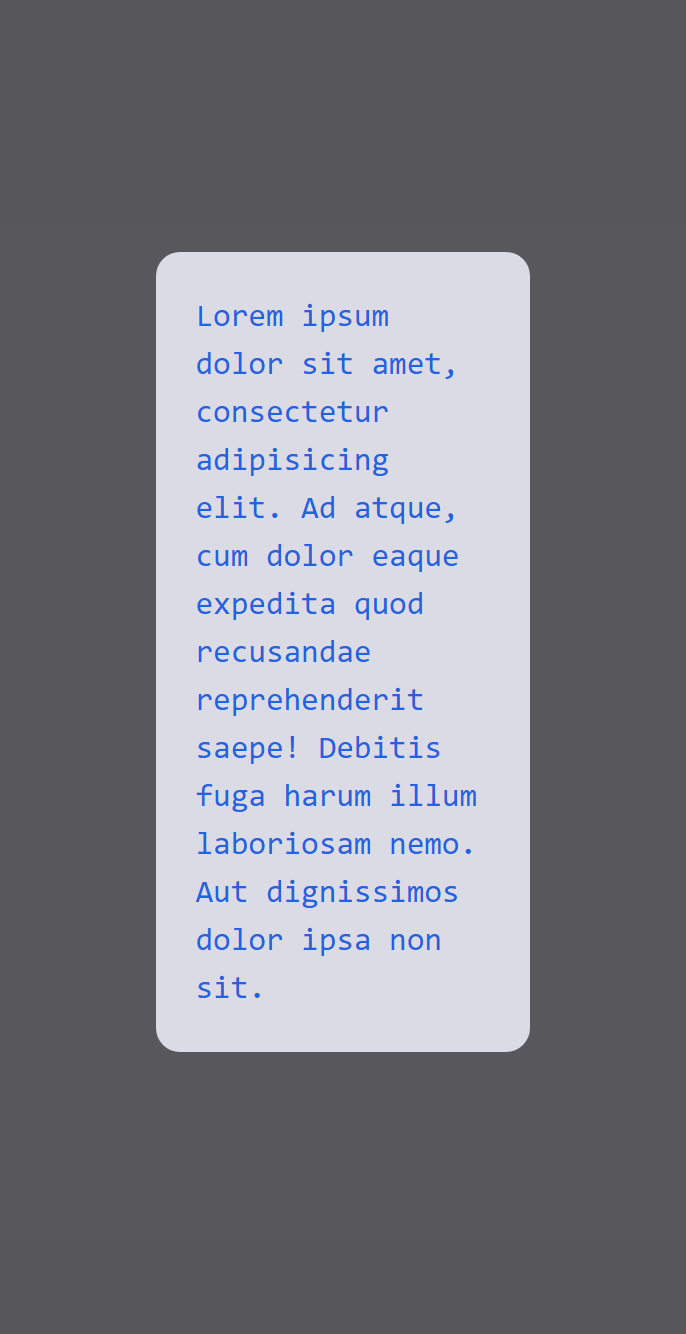 Lorem ipsum
dolor sit amet,
consectetur
adipisicing
elit. Ad atque,
cum dolor eaque
expedita quod
recusandae
reprehenderit
saepe! Debitis
fuga harum illum
laboriosam nemo.
Aut dignissimos
dolor ipsa non
sit.